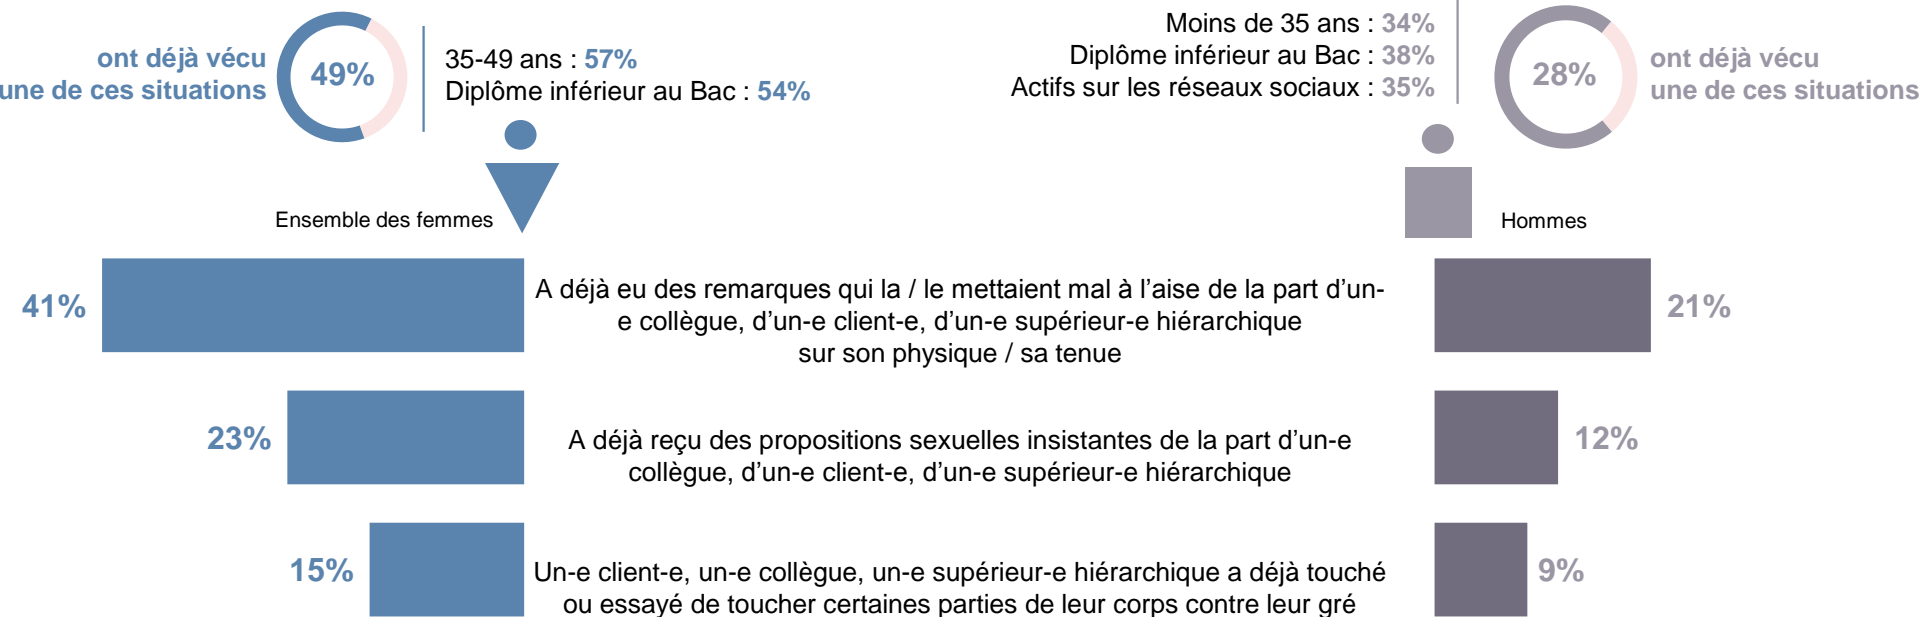 ont déjà vécu
une de ces situations
49%
35-49 ans : 57%
Diplôme inférieur au Bac : 54%
Moins de 35 ans : 34%
Diplôme inférieur au Bac : 38%
Actifs sur les réseaux sociaux : 35%
28%
ont déjà vécu
une de ces situations
Ensemble des femmes
Hommes
41%
A déjà eu des remarques qui la / le mettaient mal à l’aise de la part d’un-
e collègue, d’un-e client-e, d’un-e supérieur-e hiérarchique
sur son physique / sa tenue
21%
23%
A déjà reçu des propositions sexuelles insistantes de la part d’un-e
collègue, d’un-e client-e, d’un-e supérieur-e hiérarchique
12%
15%
Un-e client-e, un-e collègue, un-e supérieur-e hiérarchique a déjà touché
ou essayé de toucher certaines parties de leur corps contre leur gré
9%